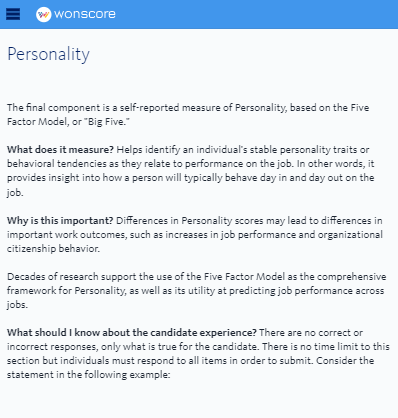 wonscore
Personality
The final component is a self-reported measure of Personality, based on the Five
Factor Model, or "Big Five."
What does it measure? Helps identify an individual's stable personality traits or
behavioral tendencies as they relate to performance on the job. In other words, it
provides insight into how a person will typically behave day in and day out on the
job.
Why is this important? Differences in Personality scores may lead to differences in
important work outcomes, such as increases in job performance and organizational
citizenship behavior.
Decades of research support the use of the Five Factor Model as the comprehensive
framework for Personality, as well as its utility at predicting job performance across
jobs.
What should I know about the candidate experience? There are no correct or
incorrect responses, only what is true for the candidate. There is no time limit to this
section but individuals must respond to all items in order to submit. Consider the
statement in the following example: